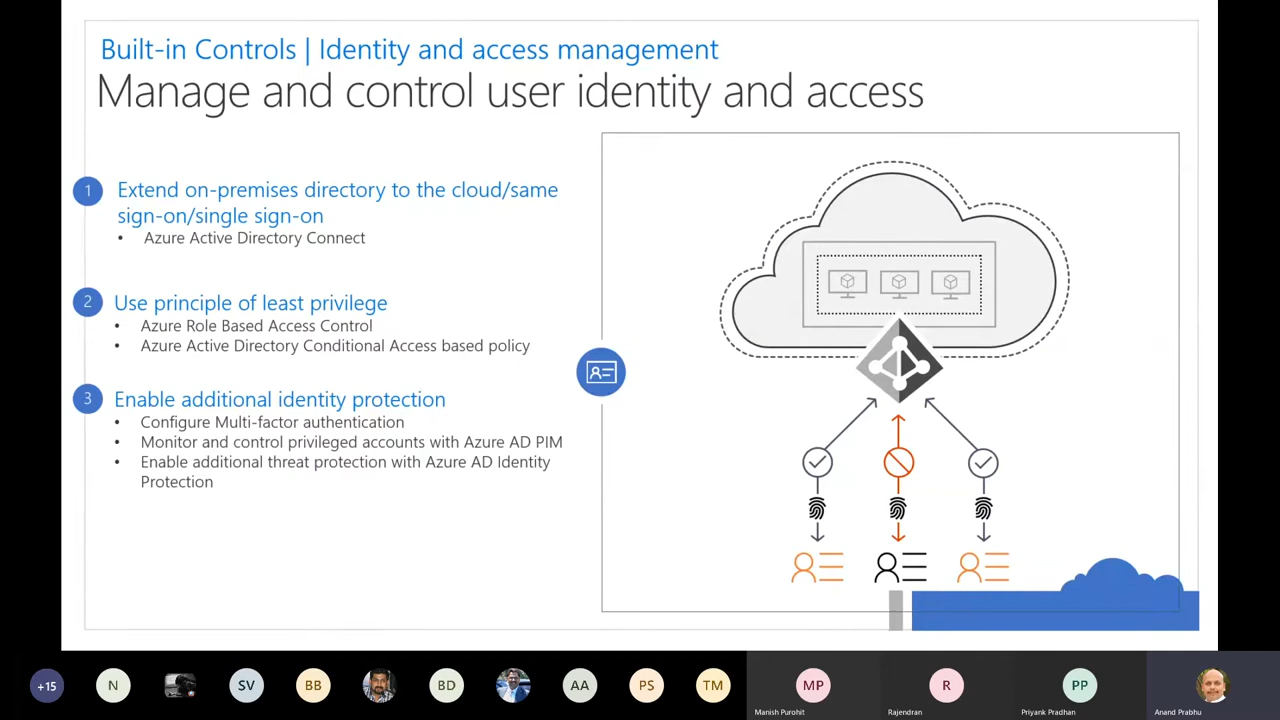 Built-in Controls | Identity and access management
Manage and control user identity and access
1
Extend on-premises directory to the cloud/same
sign-on/single sign-on
• Azure Active Directory Connect
2
Use principle of least privilege
• Azure Role Based Access Control
• Azure Active Directory Conditional Access based policy
3
Enable additional identity protection
• Configure Multi-factor authentication
• Monitor and control privileged accounts with Azure AD PIM
• Enable additional threat protection with Azure AD Identity
Protection
+15
N
SV
BB
BD
AA
PS
TM
MP
R
PP
Manish Purohit
Rajendran
Priyank Pradhan
Anand Prabhu